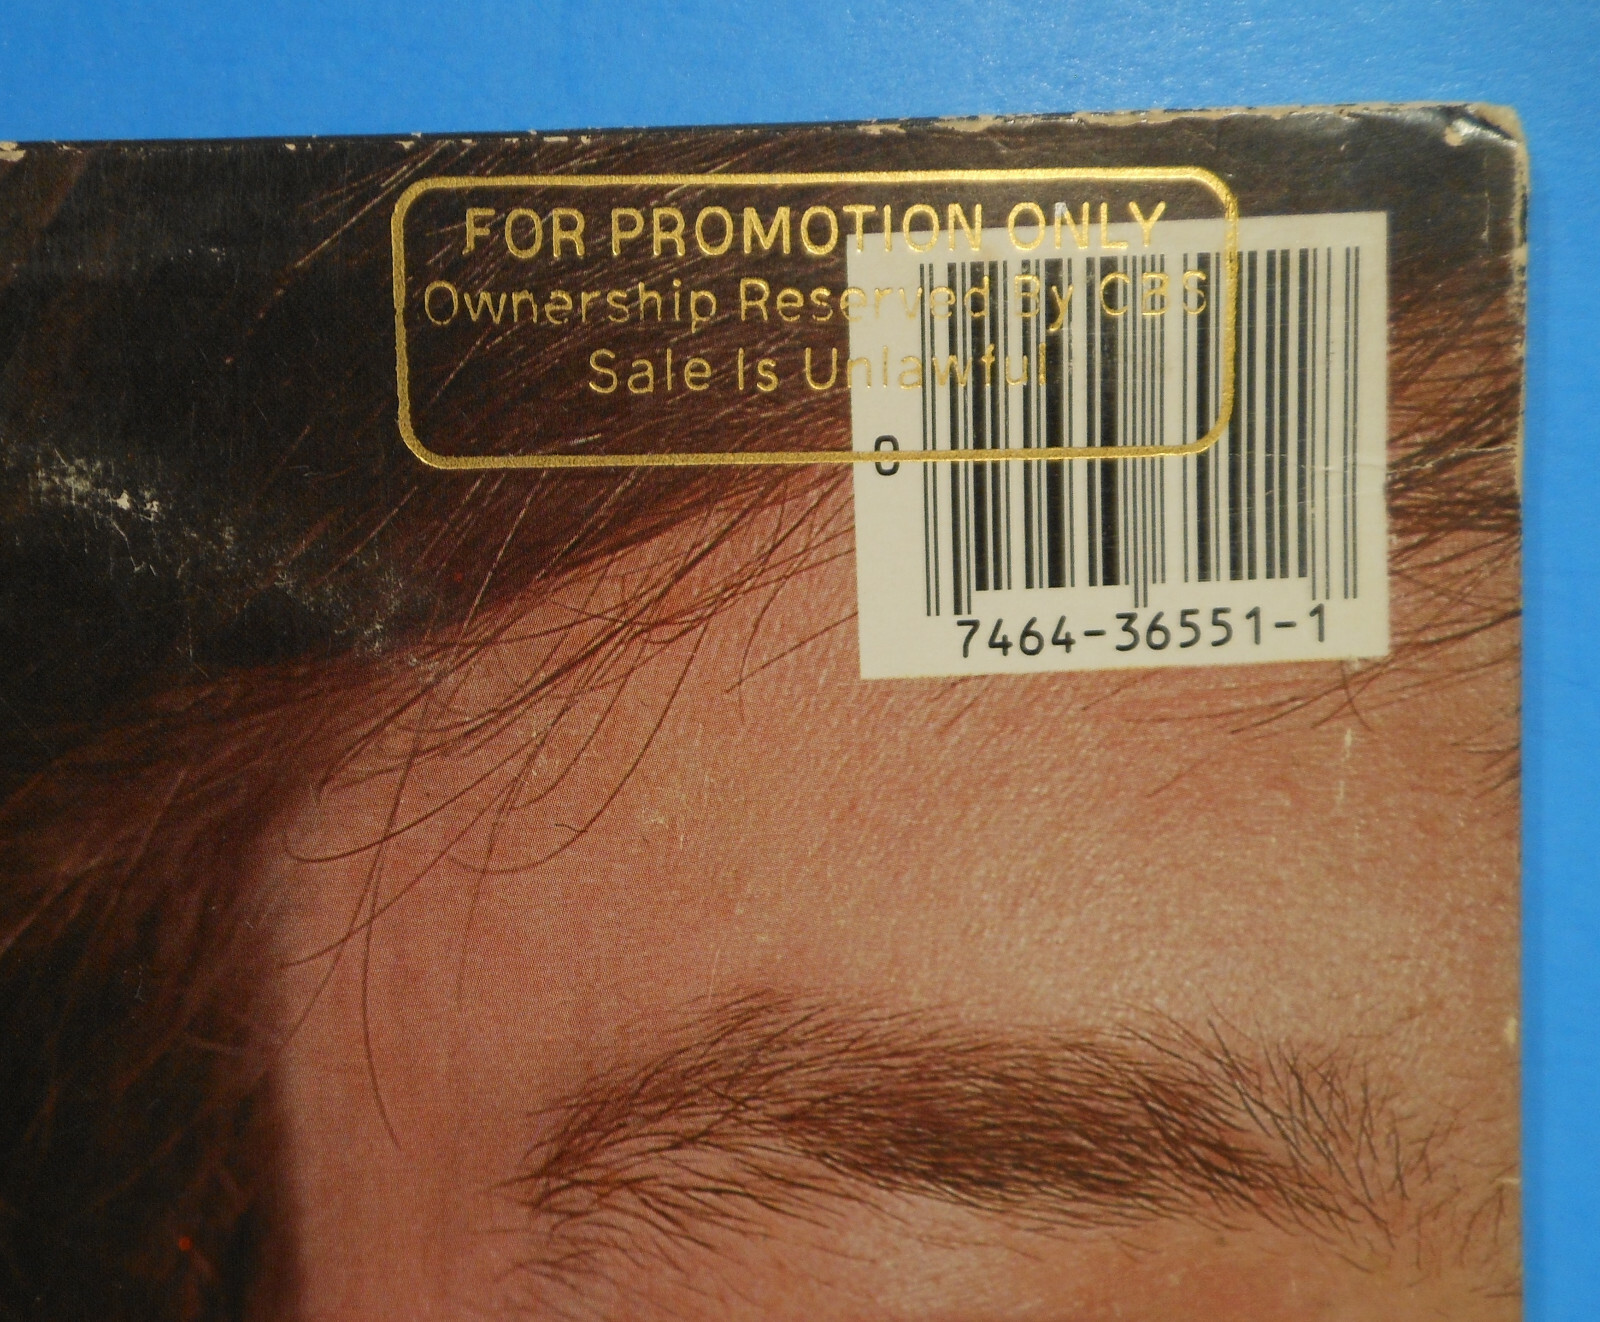 FOR PROMOTION ONLY
Ownership Reserved By CBS
Sale Is Unlawful
0
7464-36551-1